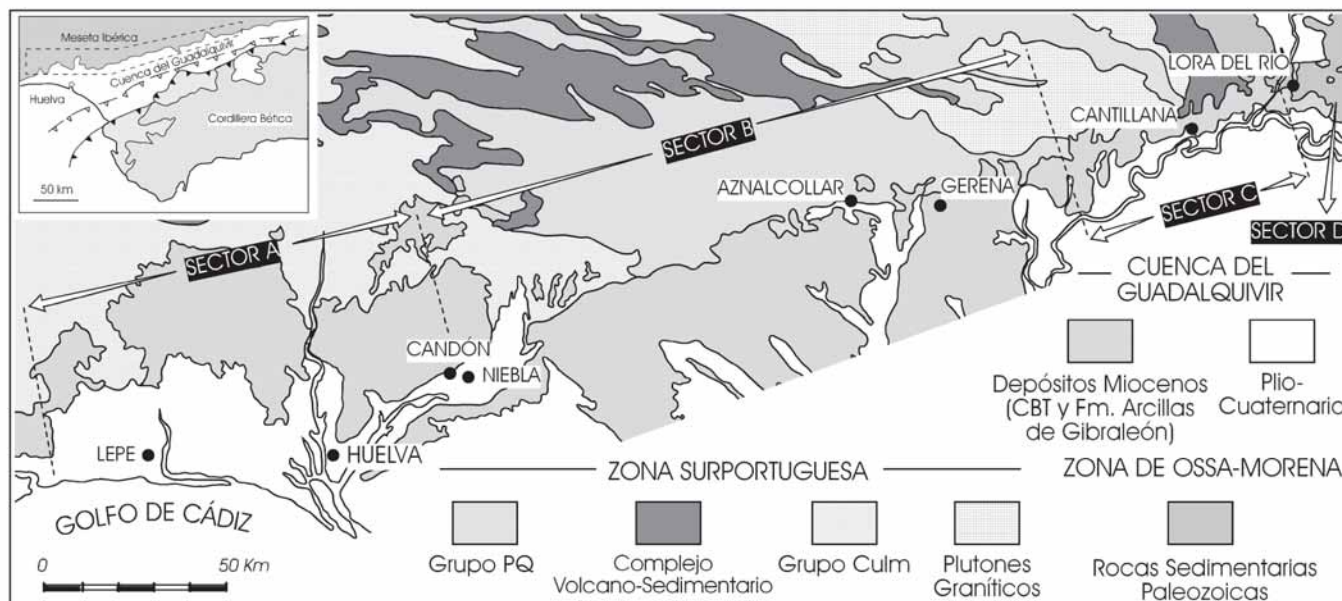 Meseta Ibérica
Cuenca del Guadalquivir
Huelva
Cordillera Bética
50 km
LORA DEL RÍO
CANTILLANA
SECTOR B
AZNALCOLLAR
GERENA
SECTOR C
SECTOR D
SECTOR A
CUENCA DEL
GUADALQUIVIR
CANDÓN
NIEBLA
Depósitos Miocenos
(CBT y Fm. Arcillas
de Gibraleón)
Plio-
Cuaternario
LEPE
HUELVA
ZONA SURPORTUGUESA
ZONA DE OSSA-MORENA
GOLFO DE CÁDIZ
0
50 Km
Grupo PQ
Complejo
Volcano-Sedimentario
Grupo Culm
Plutones
Graníticos
Rocas Sedimentarias
Paleozoicas